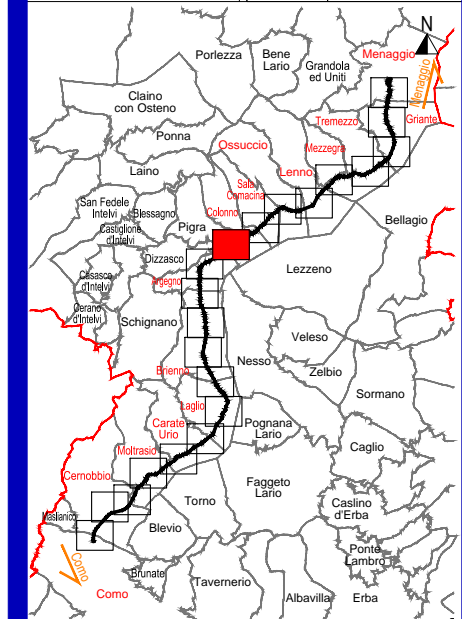 N
Menaggio
Menaggio
Porlezza
Bene
Lario
Grandola
ed Uniti
Claino
con Osteno
Tremezzo
Griante
Ponna
Ossuccio
Mezzegra
Laino
Lenno
Sala
Comacina
San Fedele
Intelvi
Blessagno
Colonno
Bellagio
Castiglione
d'Intelvi
Pigra
Dizzasco
Lezzeno
Casasco
d'Intelvi
Argegno
Cerano
d'Intelvi
Schignano
Veleso
Nesso
Zelbio
Brienno
Sormano
Laglio
Carate
Urio
Pognana
Lario
Caglio
Moltrasio
Cernobbio
Faggeto
Lario
Torno
Caslino
d'Erba
Maslianico
Blevio
Ponte
Lambro
Como
Brunate
Tavernerio
Como
Albavilla
Erba